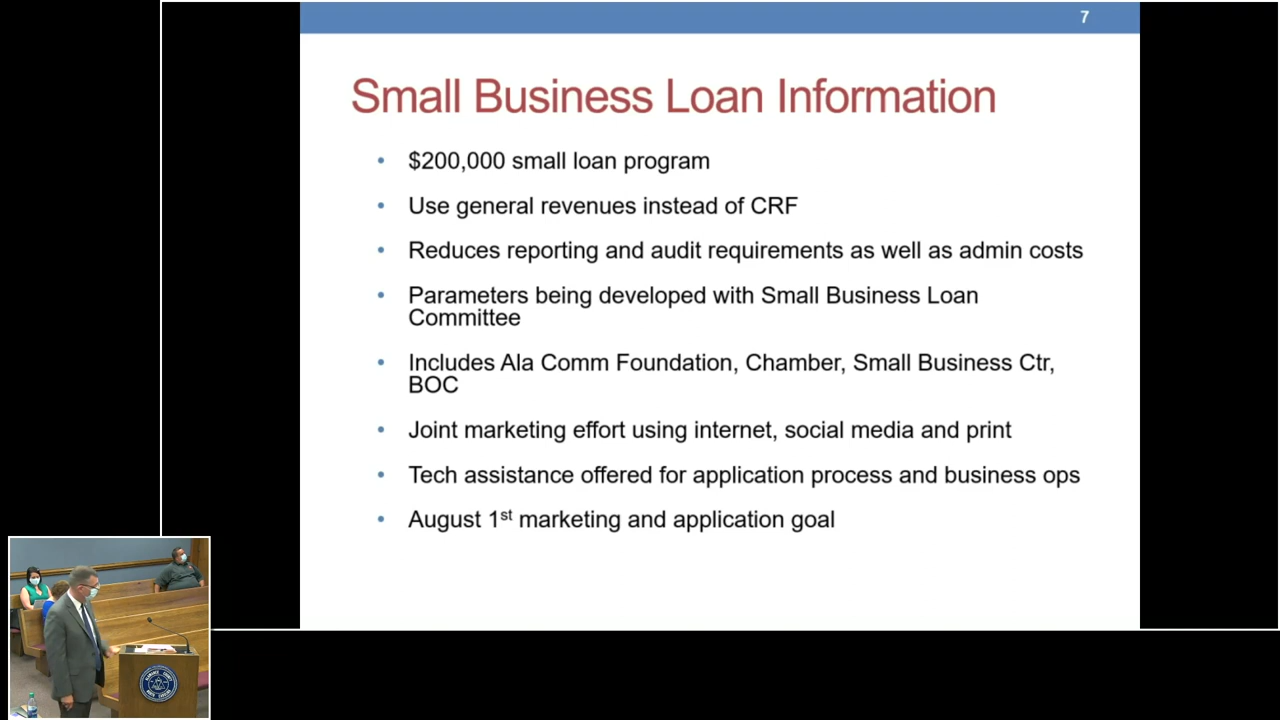 7
Small Business Loan Information
• $200,000 small loan program
• Use general revenues instead of CRF
• Reduces reporting and audit requirements as well as admin costs
• Parameters being developed with Small Business Loan
Committee
• Includes Ala Comm Foundation, Chamber, Small Business Ctr,
BOC
• Joint marketing effort using internet, social media and print
• Tech assistance offered for application process and business ops
• August 1st marketing and application goal